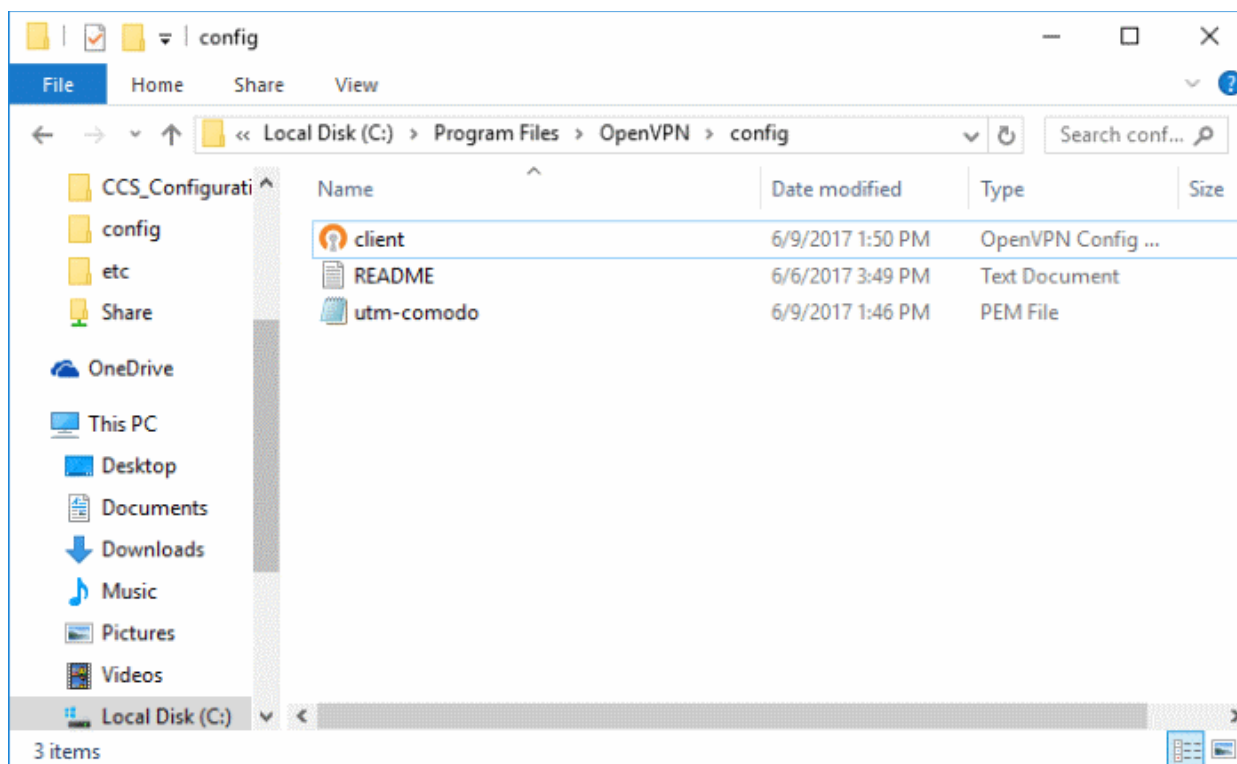 config
File Home Share View
« Local Disk (C:) › Program Files › OpenVPN › config Search conf...
Name Date modified Type Size
CCS_Configurati
config
etc
Share
OneDrive
This PC
Desktop
Documents
Downloads
Music
Pictures
Videos
Local Disk (C:)
client 6/9/2017 1:50 PM OpenVPN Config ...
README 6/6/2017 3:49 PM Text Document
utm-comodo 6/9/2017 1:46 PM PEM File
3 items